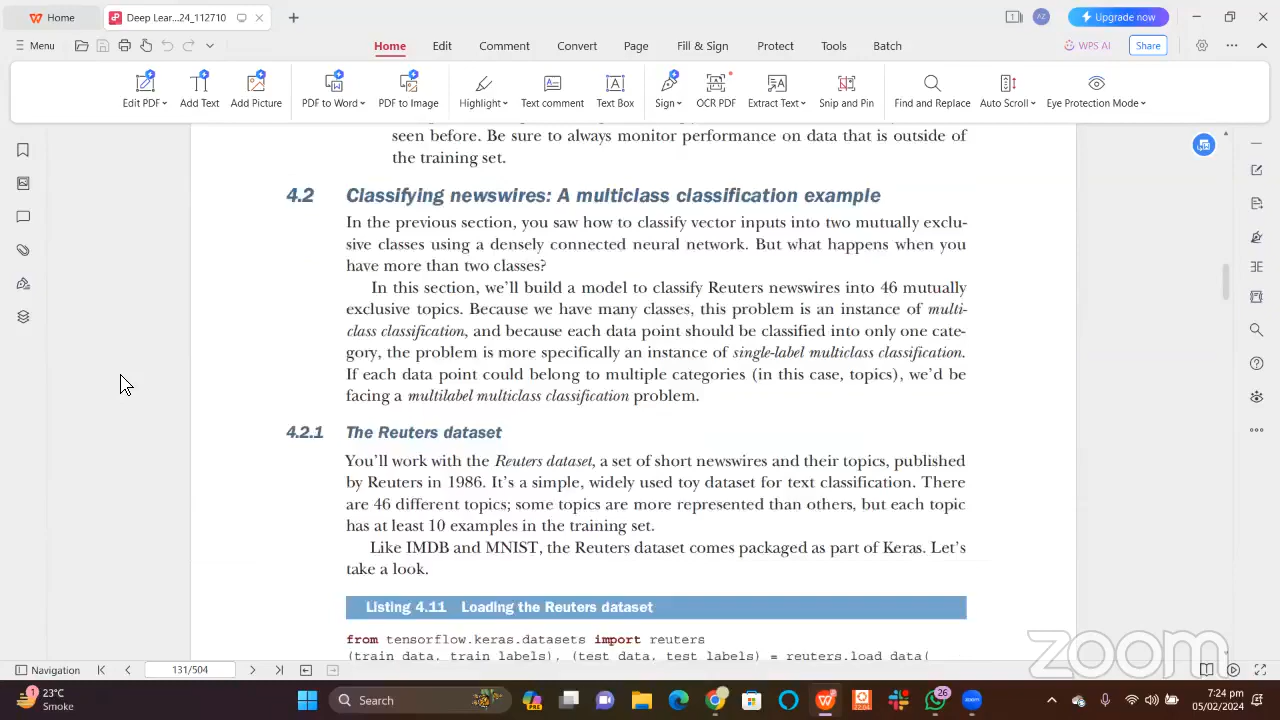 Home
Deep Lear...24_112710
Upgrade now
Menu
Home Edit Comment Convert Page Fill & Sign Protect Tools Batch
WPS AI
Share
Edit PDF Add Text Add Picture PDF to Word PDF to Image Highlight Text comment Text Box Sign OCR PDF Extract Text Snip and Pin Find and Replace Auto Scroll Eye Protection Mode
seen before. Be sure to always monitor performance on data that is outside of
the training set.
4.2 Classifying newswires: A multiclass classification example
In the previous section, you saw how to classify vector inputs into two mutually exclu-
sive classes using a densely connected neural network. But what happens when you
have more than two classes?
In this section, we'll build a model to classify Reuters newswires into 46 mutually
exclusive topics. Because we have many classes, this problem is an instance of multi-
class classification, and because each data point should be classified into only one cate-
gory, the problem is more specifically an instance of single-label multiclass classification.
If each data point could belong to multiple categories (in this case, topics), we'd be
facing a multilabel multiclass classification problem.
4.2.1 The Reuters dataset
You'll work with the Reuters dataset, a set of short newswires and their topics, published
by Reuters in 1986. It's a simple, widely used toy dataset for text classification. There
are 46 different topics; some topics are more represented than others, but each topic
has at least 10 examples in the training set.
Like IMDB and MNIST, the Reuters dataset comes packaged as part of Keras. Let's
take a look.
Listing 4.11 Loading the Reuters dataset
from tensorflow.keras.datasets import reuters
(train_data, train_labels), (test_data, test_labels) = reuters.load_data(
zoom
Navigation
131/504
23°C
Smoke
Search
26
7:24 pm
05/02/2024